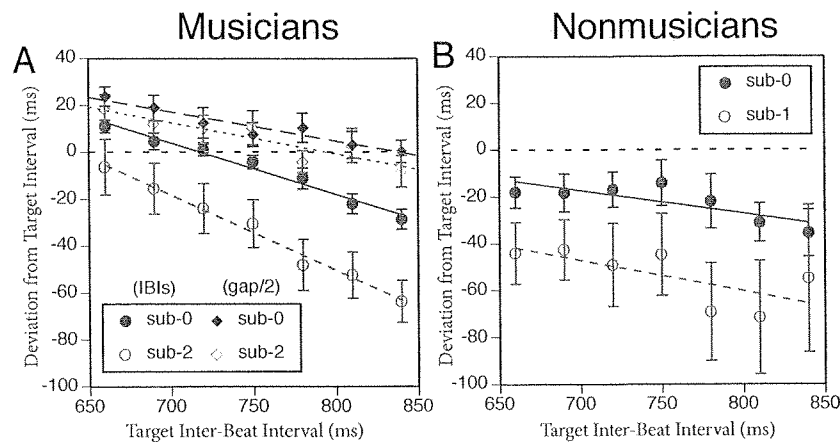 Musicians
Nonmusicians
A
B
Deviation from Target Interval (ms)
40
20
0
-20
-40
-60
-80
-100
(IBIs) (gap/2)
sub-0 sub-0
sub-2 sub-2
650 700 750 800 850
Target Inter-Beat Interval (ms)
Deviation from Target Interval (ms)
40
20
0
-20
-40
-60
-80
-100
sub-0
sub-1
650 700 750 800 850
Target Inter-Beat Interval (ms)